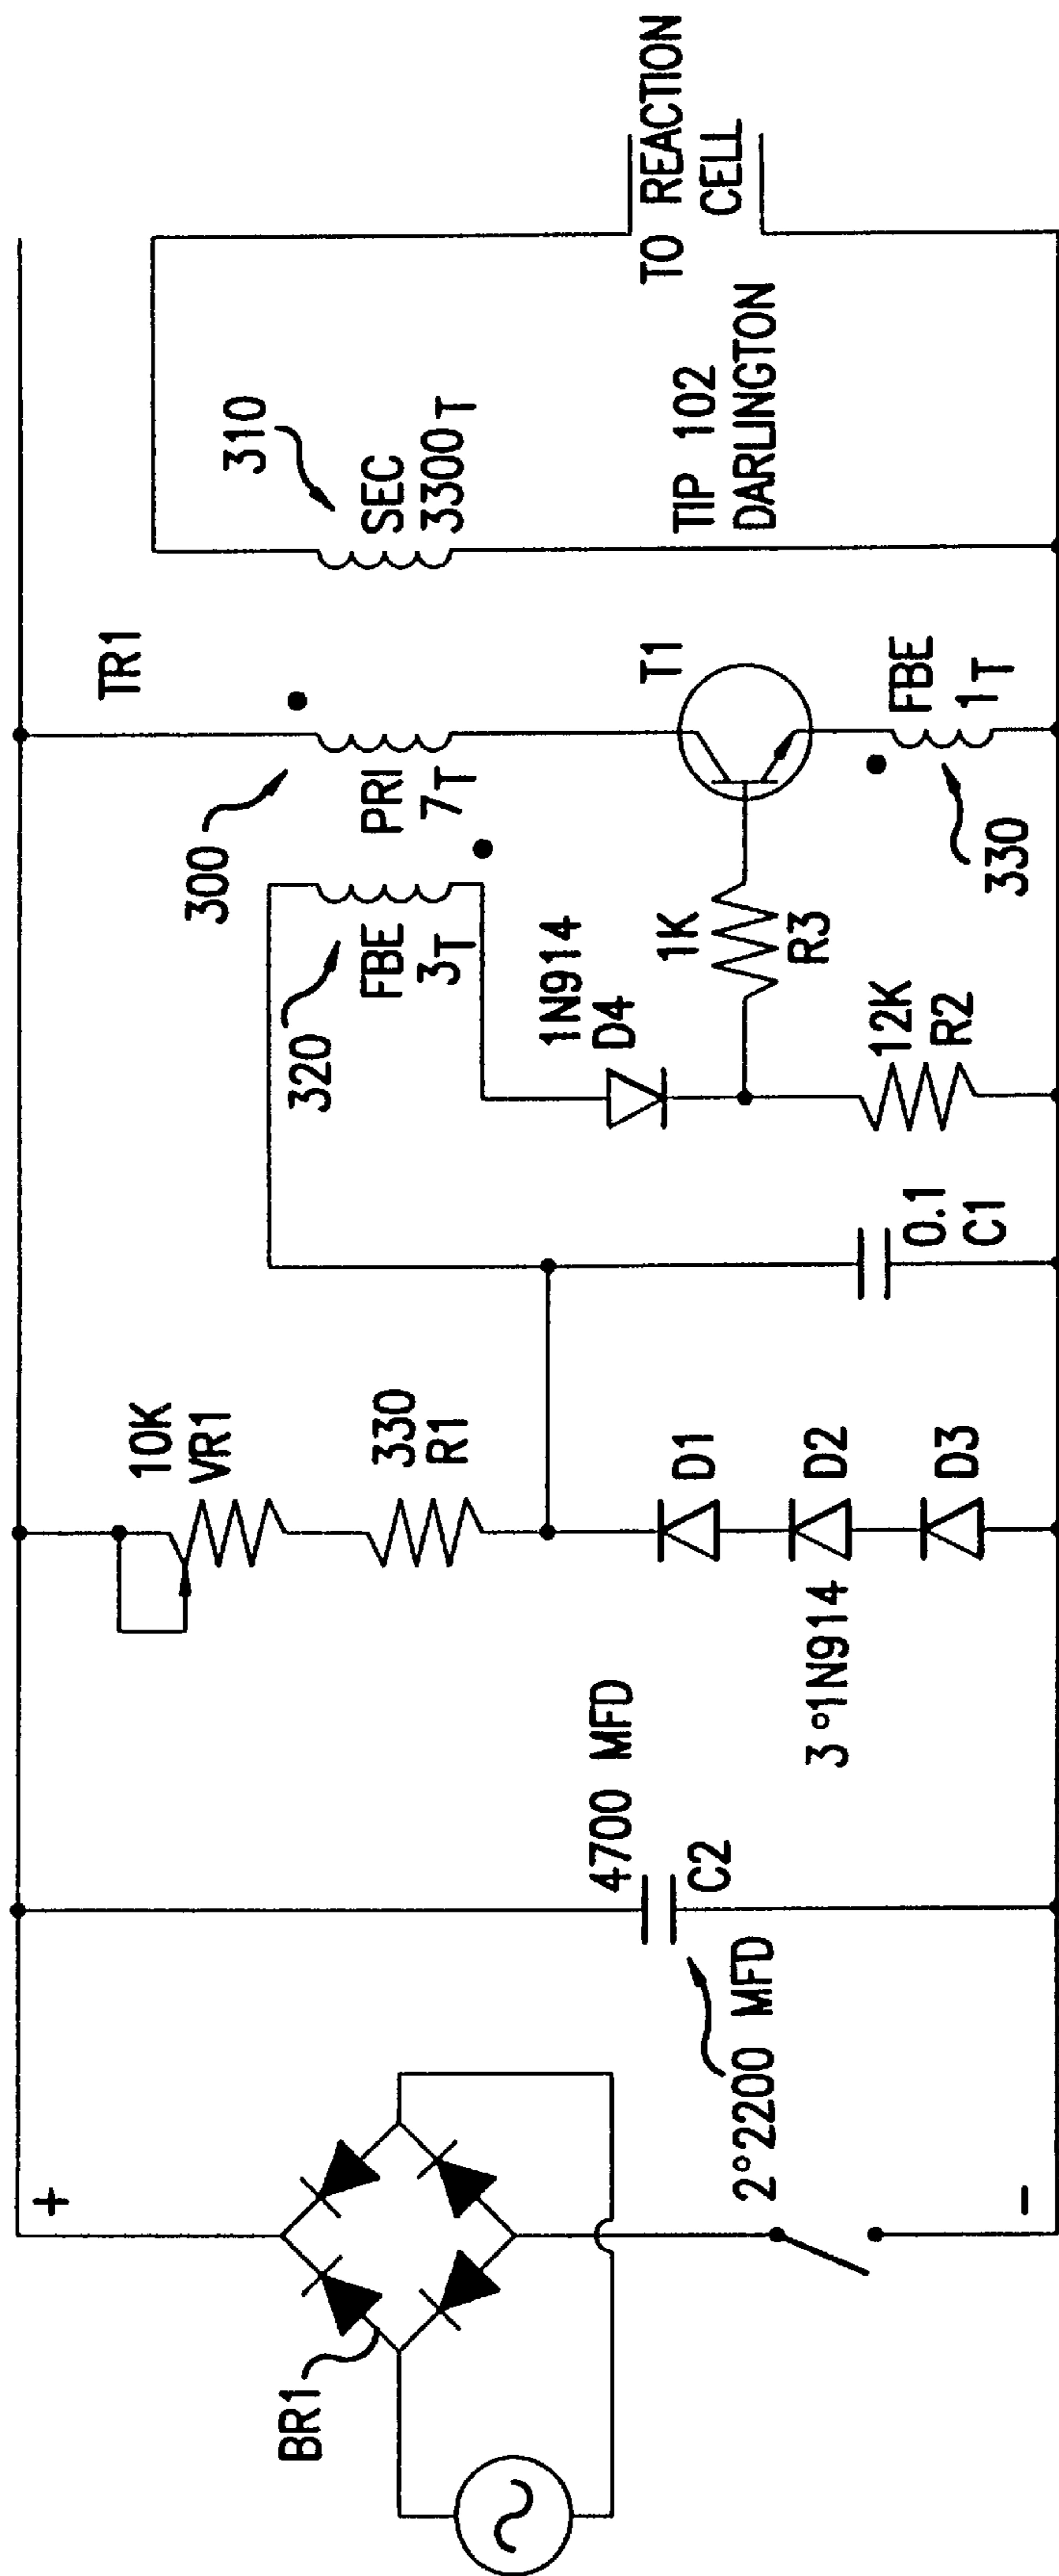 BR1
+
-
2°2200 MFD
4700 MFD
C2
10K
VR1
330
R1
3°1N914
D1
D2
D3
0.1
C1
320
FBE
3T
1N914
D4
12K
R2
1K
R3
300
PRI
7T
TR1
T1
FBE
1T
330
310
SEC
3300T
TIP 102
DARLINGTON
TO REACTION
CELL